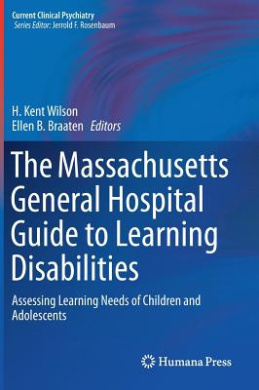 Current Clinical Psychiatry
Series Editor: Jerrold F. Rosenbaum
H. Kent Wilson
Ellen B. Braaten Editors
The Massachusetts
General Hospital
Guide to Learning
Disabilities
Assessing Learning Needs of Children and
Adolescents
Humana Press